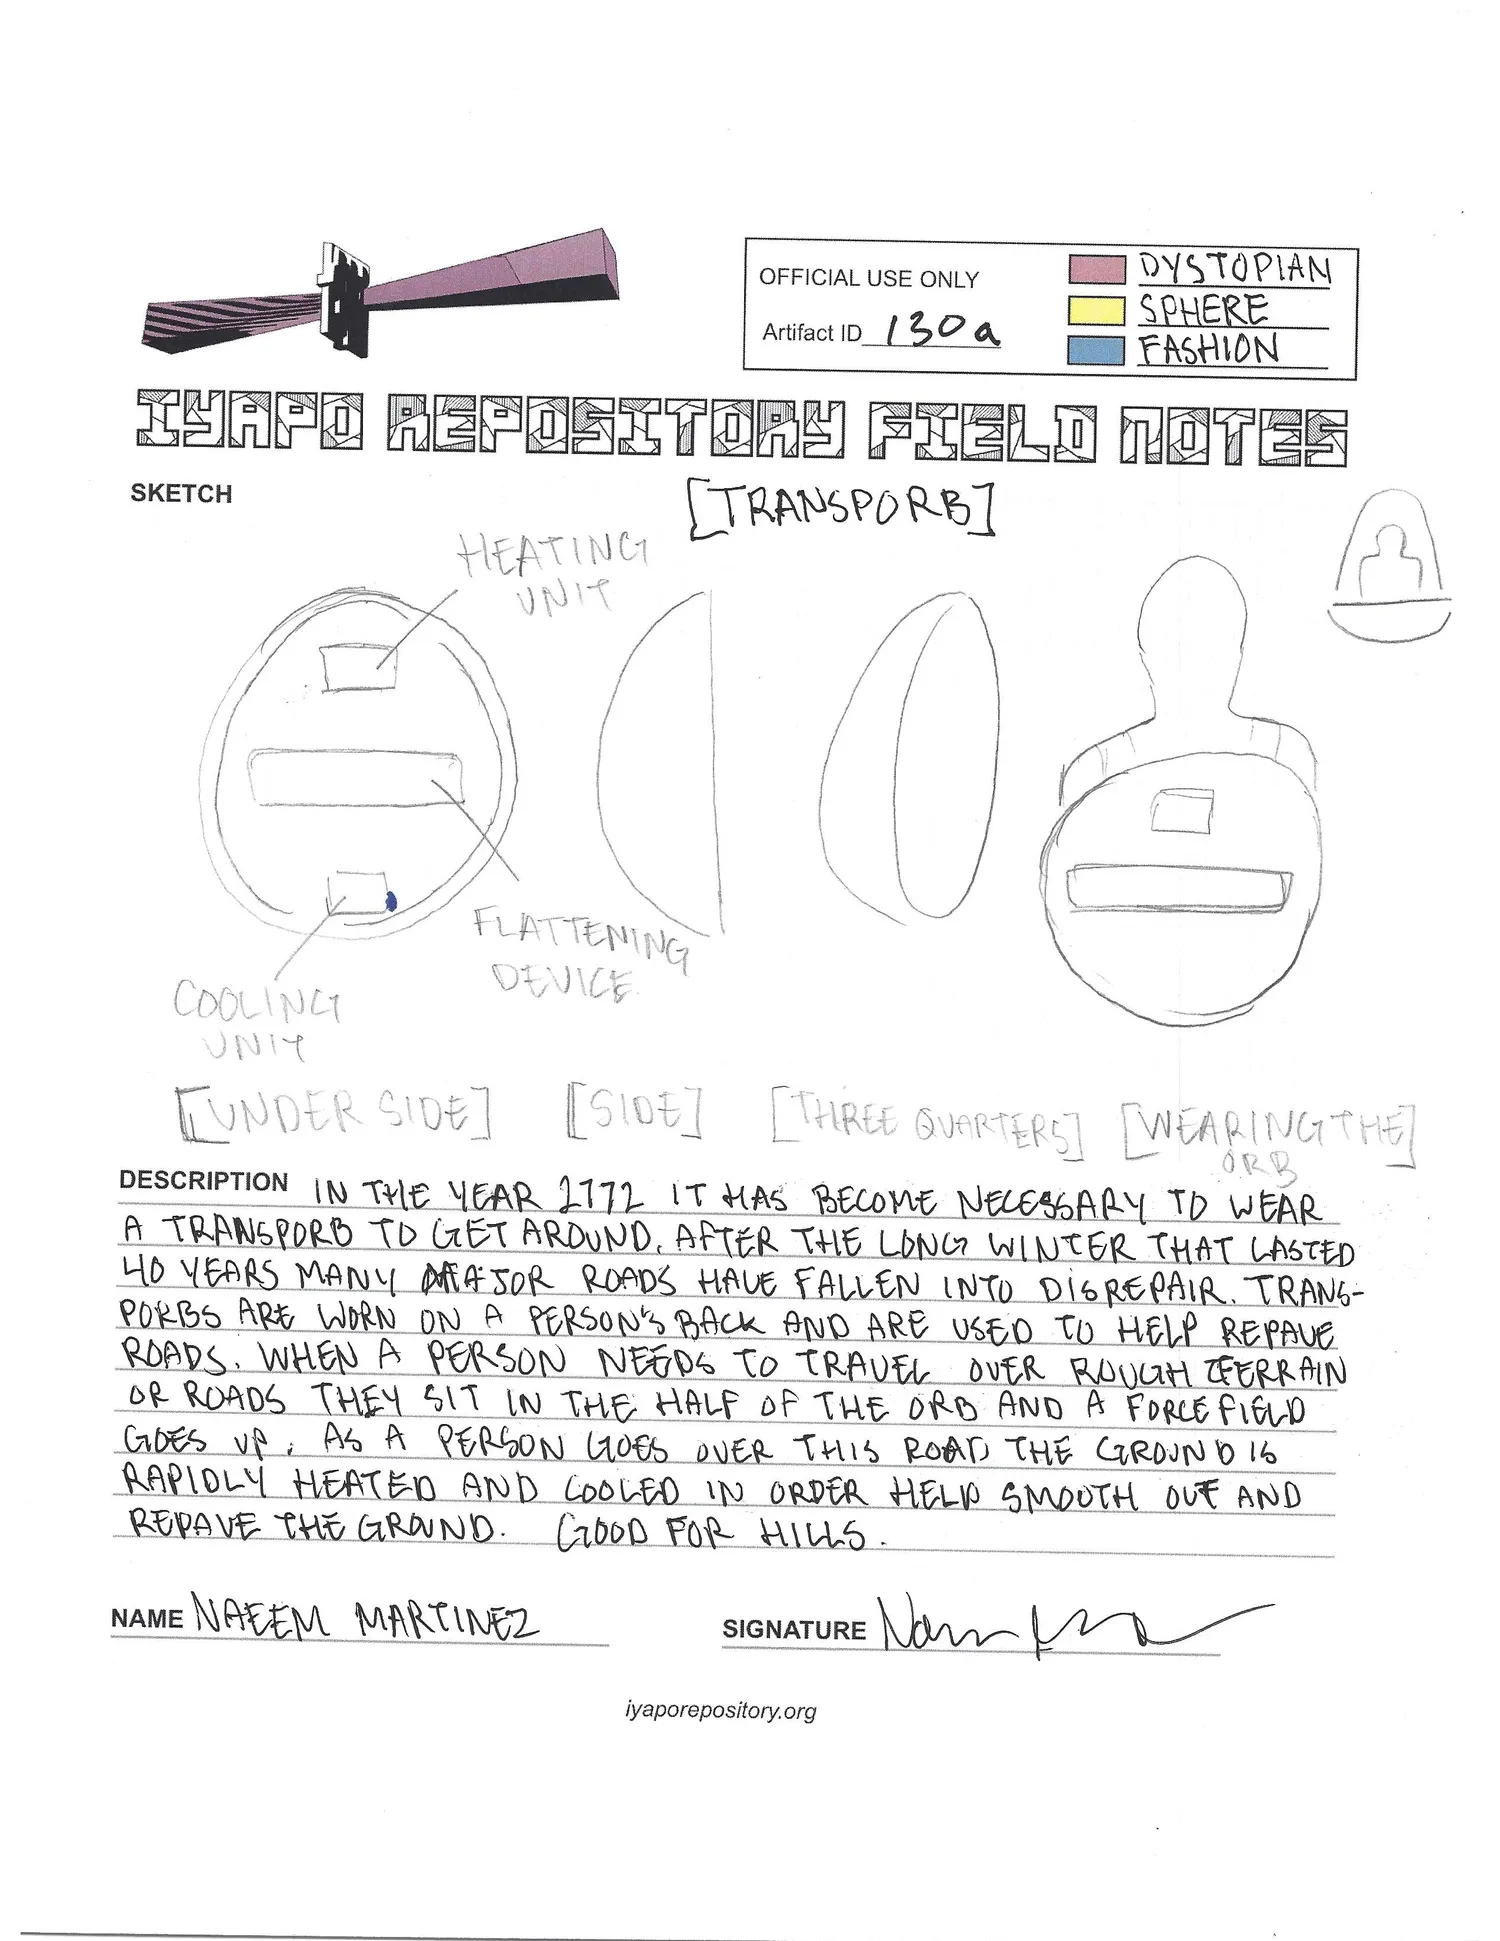 OFFICIAL USE ONLY
Artifact ID 130a
DYSTOPIAN
SPHERE
FASHION
IYAPO REPOSITORY FIELD NOTES
SKETCH
[TRANSPORB]
HEATING
UNIT
FLATTENING
DEVICE
COOLING
UNIT
[UNDER SIDE] [SIDE] [THREE QUARTERS] [WEARING THE]
ORB
DESCRIPTION IN THE YEAR 2772 IT HAS BECOME NECESSARY TO WEAR
A TRANSPORB TO GET AROUND. AFTER THE LONG WINTER THAT LASTED
40 YEARS MANY MAJOR ROADS HAVE FALLEN INTO DISREPAIR. TRANS-
PORBS ARE WORN ON A PERSON'S BACK AND ARE USED TO HELP REPAVE
ROADS. WHEN A PERSON NEEDS TO TRAVEL OVER ROUGH TERRAIN
OR ROADS THEY SIT IN THE HALF OF THE ORB AND A FORCEFIELD
GOES UP. AS A PERSON GOES OVER THIS ROAD THE GROUND IS
RAPIDLY HEATED AND COOLED IN ORDER HELP SMOOTH OUT AND
REPAVE THE GROUND. GOOD FOR HILLS.
NAME NAEEM MARTINEZ SIGNATURE
iyaporepository.org